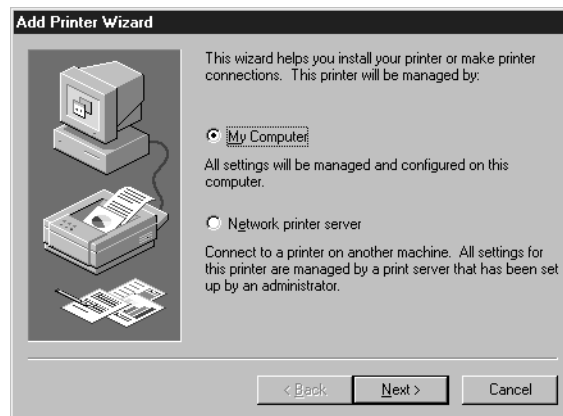 Add Printer Wizard
This wizard helps you install your printer or make printer
connections. This printer will be managed by:
My Computer
All settings will be managed and configured on this
computer.
Network printer server
Connect to a printer on another machine. All settings for
this printer are managed by a print server that has been set
up by an administrator.
< Back
Next >
Cancel